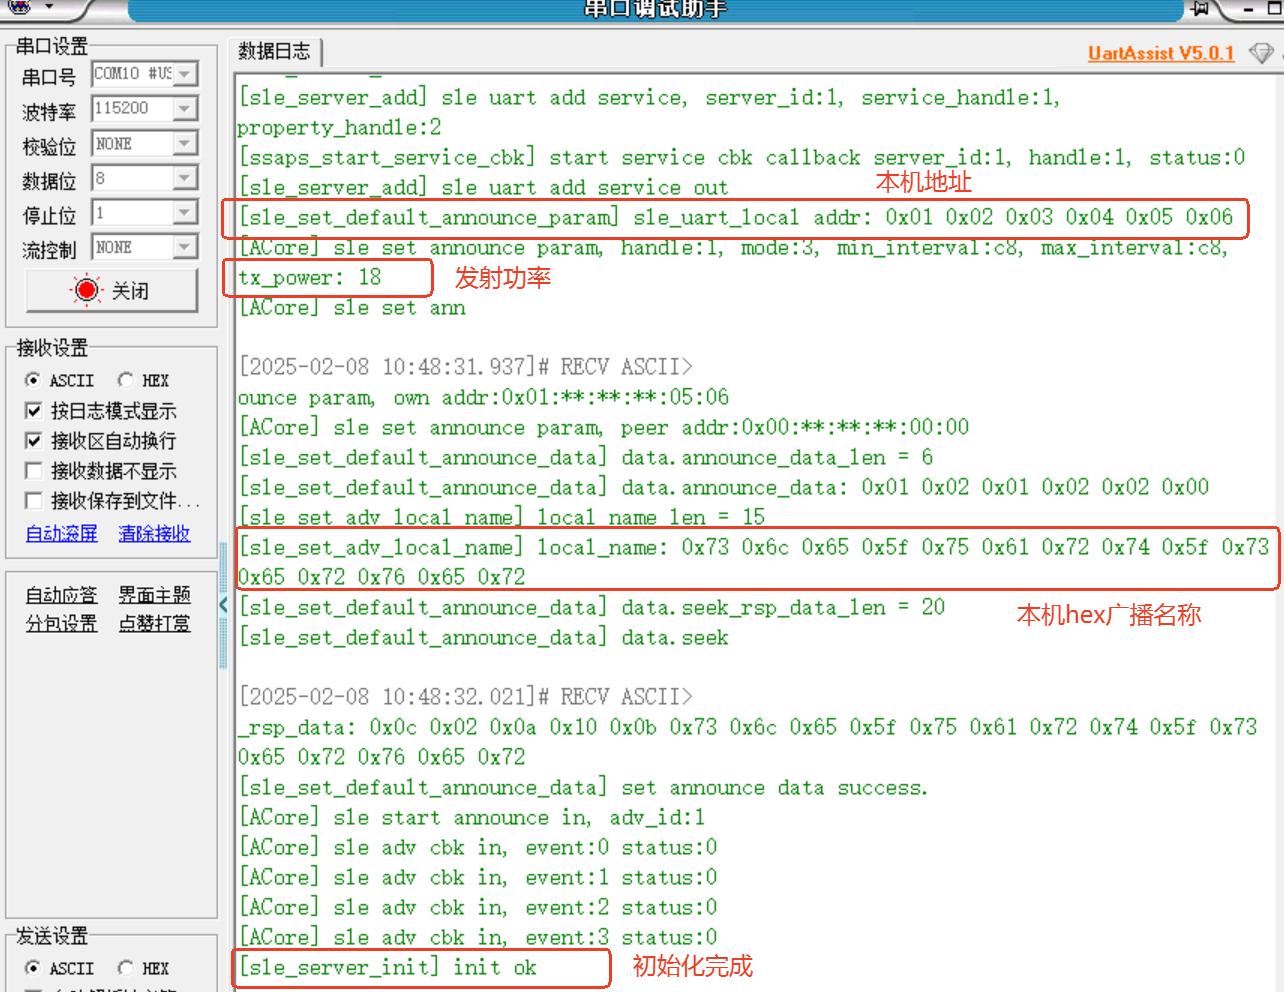 串口调试助手
串口设置
串口号 COM10 #US
波特率 115200
校验位 NONE
数据位 8
停止位 1
流控制 NONE
关闭
接收设置
ASCII HEX
按日志模式显示
接收区自动换行
接收数据不显示
接收保存到文件...
自动滚屏 清除接收
自动应答 界面主题
分包设置 点赞打赏
发送设置
ASCII HEX
数据日志
UartAssist V5.0.1
[sle_server_add] sle uart add service, server_id:1, service_handle:1,
property_handle:2
[ssaps_start_service_cbk] start service cbk callback server_id:1, handle:1, status:0
[sle_server_add] sle uart add service out
本机地址
[sle_set_default_announce_param] sle_uart_local addr: 0x01 0x02 0x03 0x04 0x05 0x06
[ACore] sle set announce param, handle:1, mode:3, min_interval:c8, max_interval:c8,
tx_power: 18
发射功率
[ACore] sle set ann
[2025-02-08 10:48:31.937]# RECV ASCII>
ounce param, own addr:0x01:**:**:**:05:06
[ACore] sle set announce param, peer addr:0x00:**:**:**:00:00
[sle_set_default_announce_data] data.announce_data_len = 6
[sle_set_default_announce_data] data.announce_data: 0x01 0x02 0x01 0x02 0x02 0x00
[sle_set_adv_local_name] local_name_len = 15
[sle_set_adv_local_name] local_name: 0x73 0x6c 0x65 0x5f 0x75 0x61 0x72 0x74 0x5f 0x73
0x65 0x72 0x76 0x65 0x72
[sle_set_default_announce_data] data.seek_rsp_data_len = 20
本机hex广播名称
[sle_set_default_announce_data] data.seek
[2025-02-08 10:48:32.021]# RECV ASCII>
_rsp_data: 0x0c 0x02 0x0a 0x10 0x0b 0x73 0x6c 0x65 0x5f 0x75 0x61 0x72 0x74 0x5f 0x73
0x65 0x72 0x76 0x65 0x72
[sle_set_default_announce_data] set announce data success.
[ACore] sle start announce in, adv_id:1
[ACore] sle adv cbk in, event:0 status:0
[ACore] sle adv cbk in, event:1 status:0
[ACore] sle adv cbk in, event:2 status:0
[ACore] sle adv cbk in, event:3 status:0
[sle_server_init] init ok
初始化完成